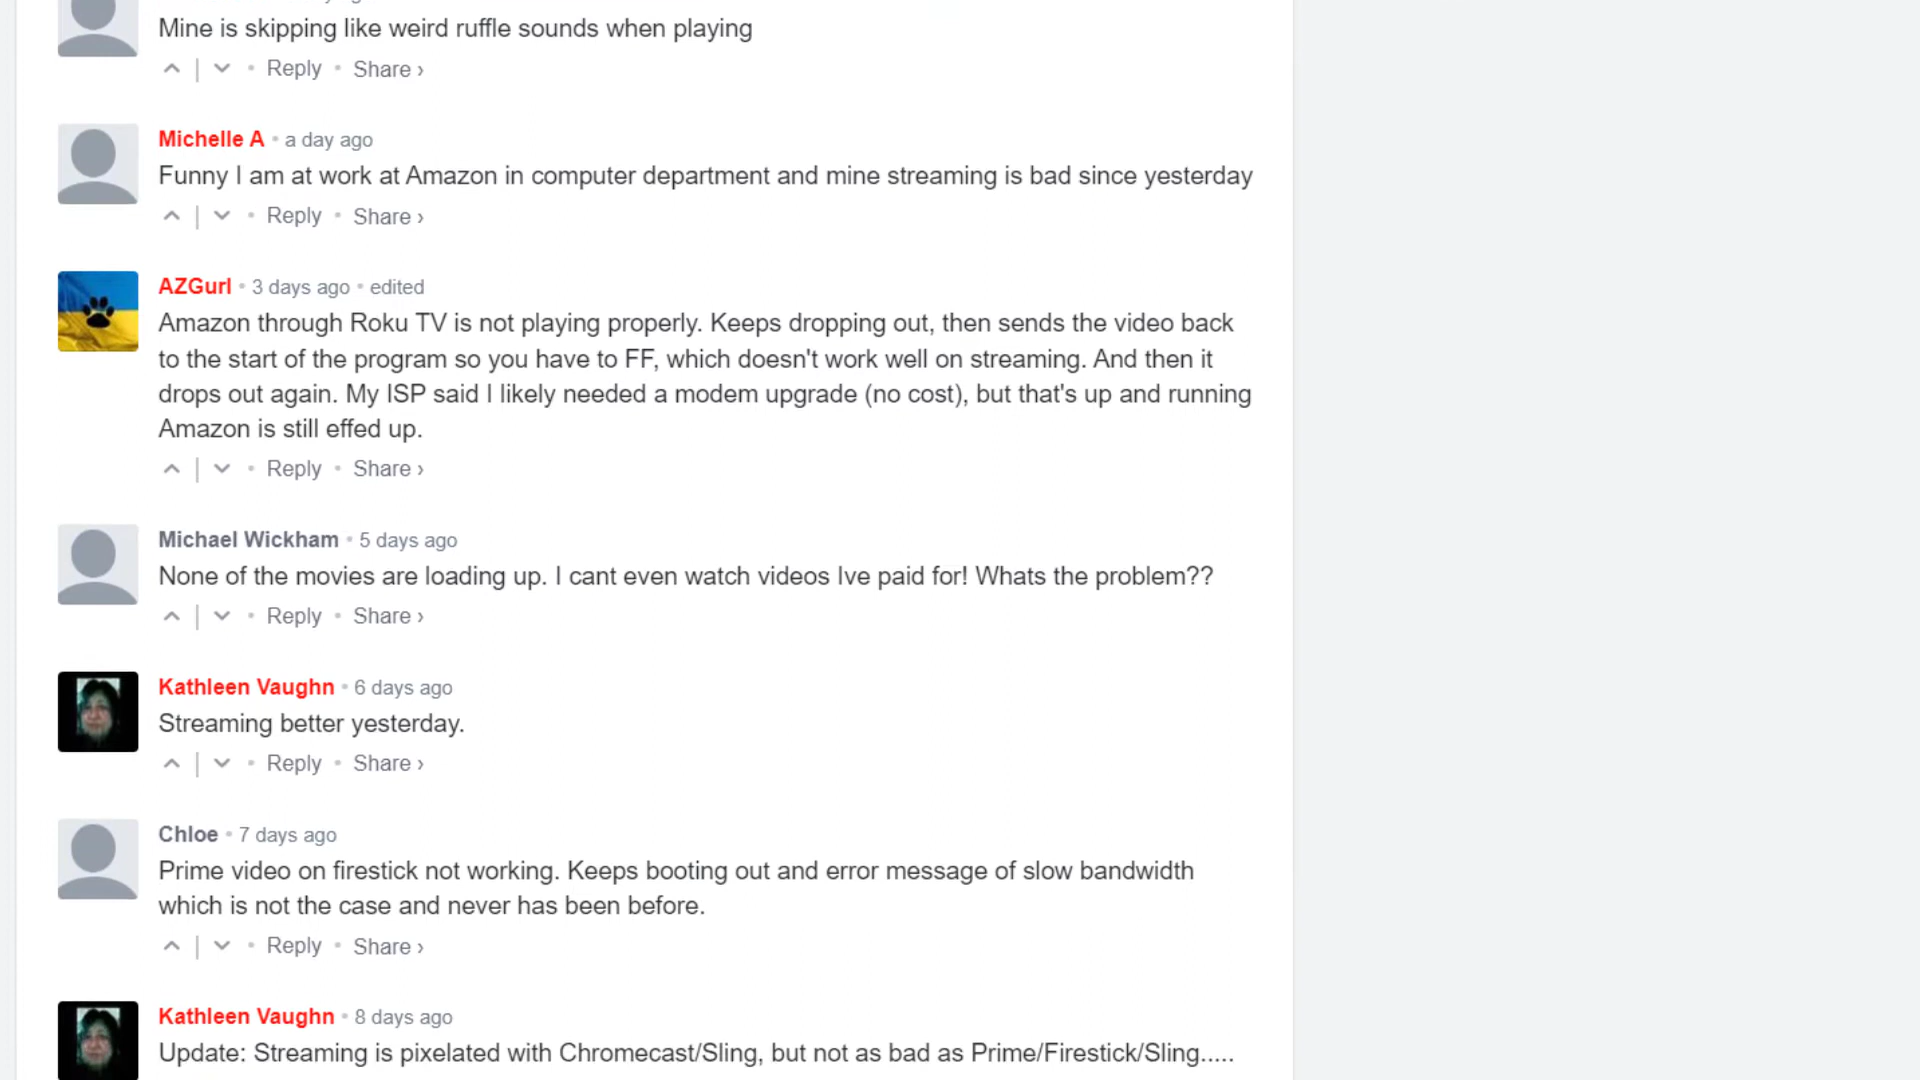 Mine is skipping like weird ruffle sounds when playing
Reply • Share ›
Michelle A • a day ago
Funny I am at work at Amazon in computer department and mine streaming is bad since yesterday
Reply • Share ›
AZGurl • 3 days ago • edited
Amazon through Roku TV is not playing properly. Keeps dropping out, then sends the video back
to the start of the program so you have to FF, which doesn't work well on streaming. And then it
drops out again. My ISP said I likely needed a modem upgrade (no cost), but that's up and running
Amazon is still effed up.
Reply • Share ›
Michael Wickham • 5 days ago
None of the movies are loading up. I cant even watch videos Ive paid for! Whats the problem??
Reply • Share ›
Kathleen Vaughn • 6 days ago
Streaming better yesterday.
Reply • Share ›
Chloe • 7 days ago
Prime video on firestick not working. Keeps booting out and error message of slow bandwidth
which is not the case and never has been before.
Reply • Share ›
Kathleen Vaughn • 8 days ago
Update: Streaming is pixelated with Chromecast/Sling, but not as bad as Prime/Firestick/Sling.....